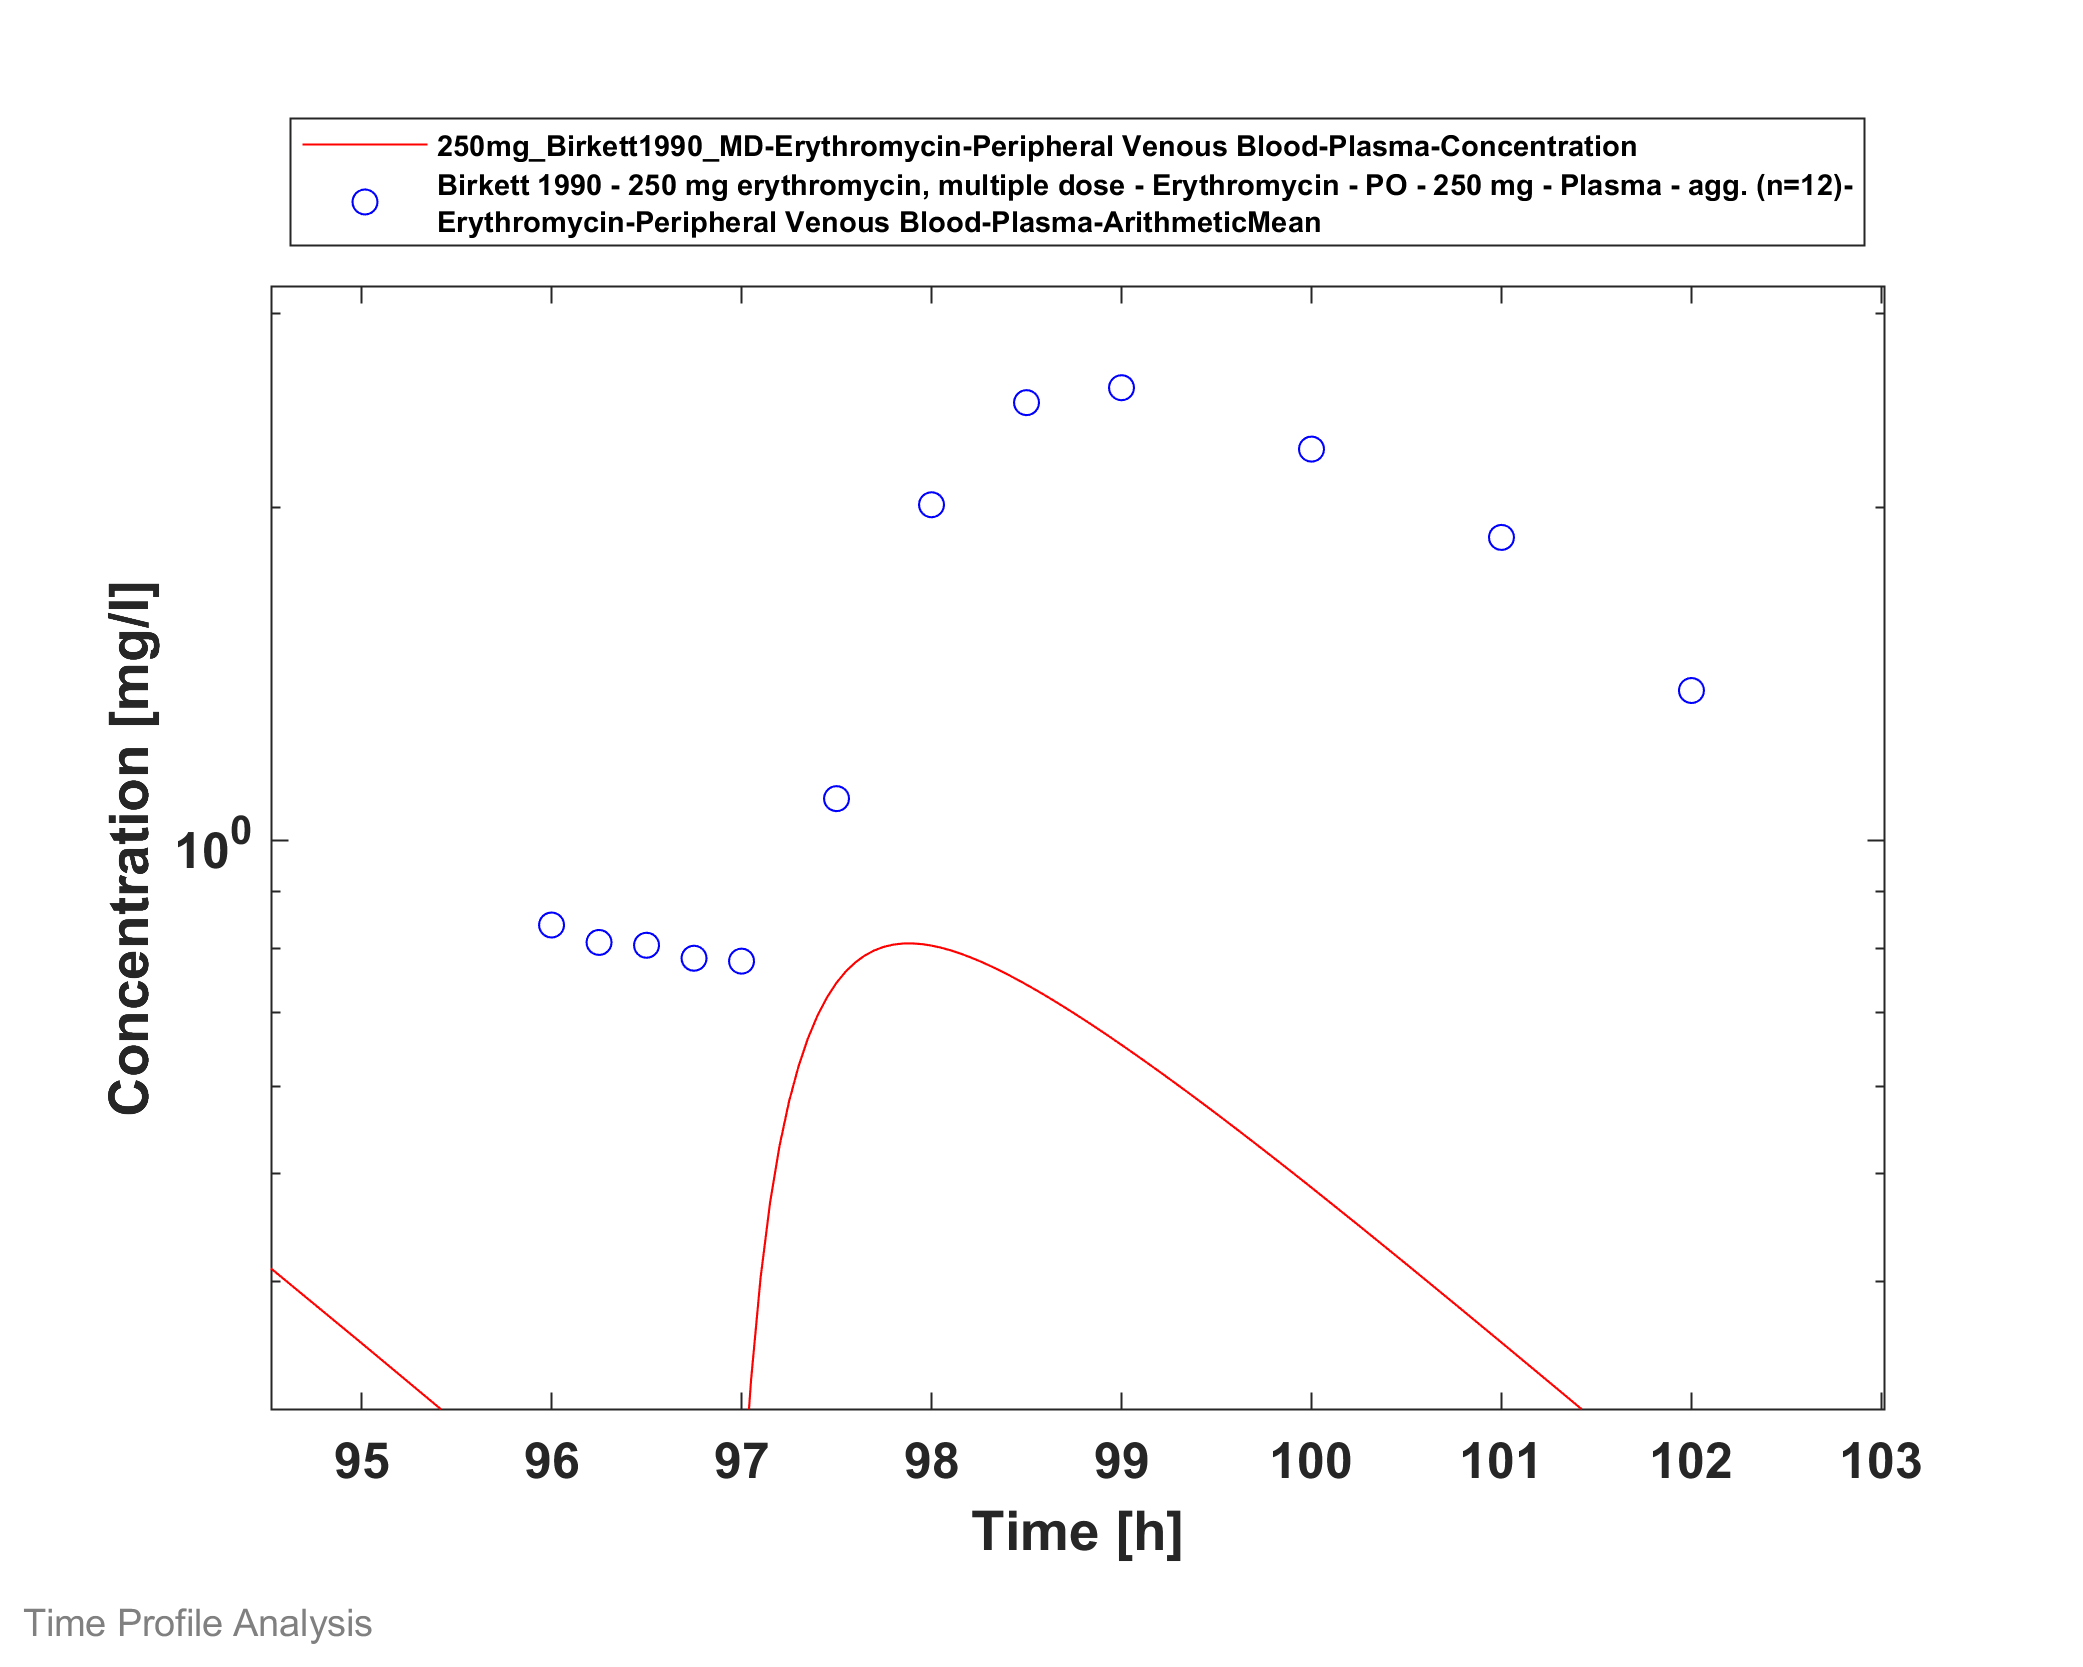 250mg_Birkett1990_MD-Erythromycin-Peripheral Venous Blood-Plasma-Concentration
Birkett 1990 - 250 mg erythromycin, multiple dose - Erythromycin - PO - 250 mg - Plasma - agg. (n=12)-
Erythromycin-Peripheral Venous Blood-Plasma-ArithmeticMean
Concentration [mg/l]
10^0
95 96 97 98 99 100 101 102 103
Time [h]
Time Profile Analysis